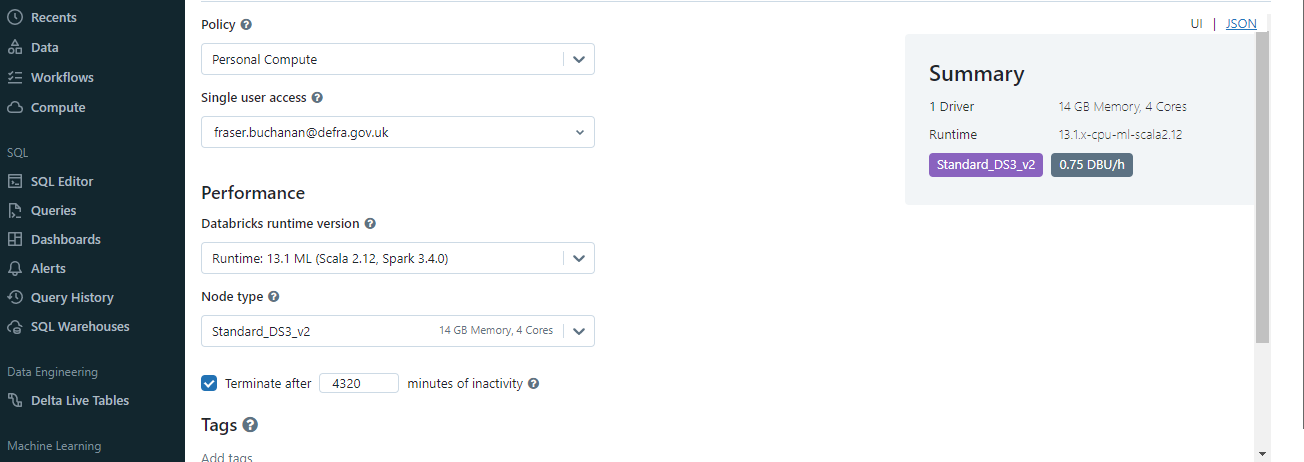 Recents
Data
Workflows
Compute
SQL
SQL Editor
Queries
Dashboards
Alerts
Query History
SQL Warehouses
Data Engineering
Delta Live Tables
Machine Learning
Policy
Personal Compute
Single user access
fraser.buchanan@defra.gov.uk
Performance
Databricks runtime version
Runtime: 13.1 ML (Scala 2.12, Spark 3.4.0)
Node type
Standard_DS3_v2 14 GB Memory, 4 Cores
Terminate after 4320 minutes of inactivity
Tags
Add tags
UI | JSON
Summary
1 Driver 14 GB Memory, 4 Cores
Runtime 13.1.x-cpu-ml-scala2.12
Standard_DS3_v2 0.75 DBU/h